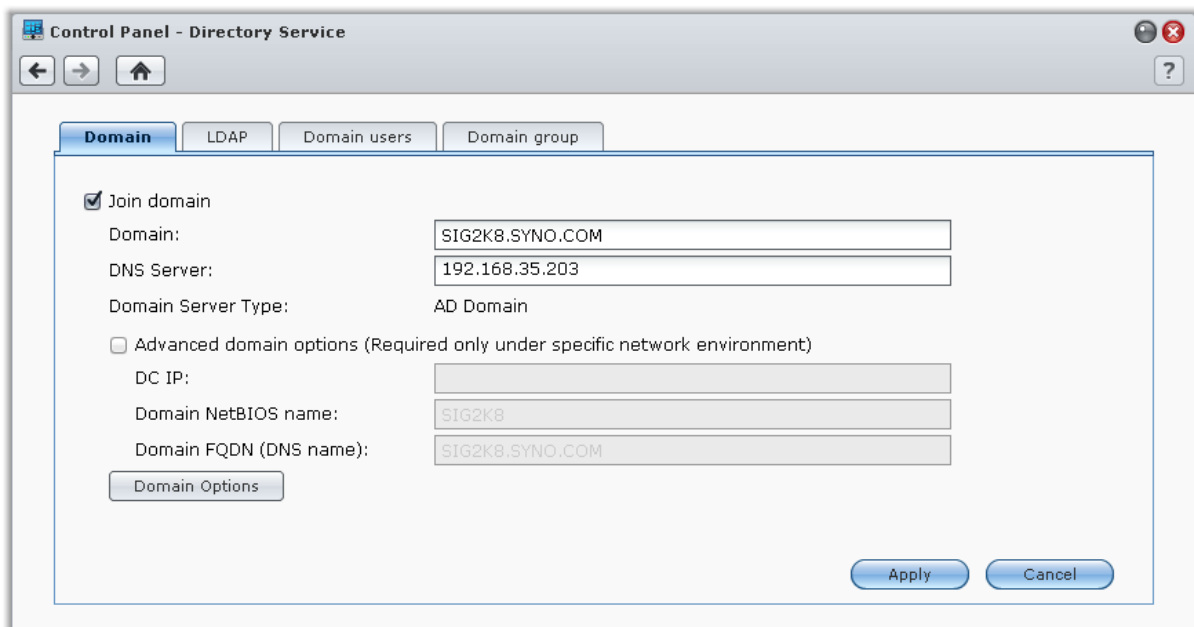 Control Panel - Directory Service
?
Domain LDAP Domain users Domain group
Join domain
Domain: SIG2K8.SYNO.COM
DNS Server: 192.168.35.203
Domain Server Type: AD Domain
Advanced domain options (Required only under specific network environment)
DC IP:
Domain NetBIOS name: SIG2K8
Domain FQDN (DNS name): SIG2K8.SYNO.COM
Domain Options
Apply Cancel